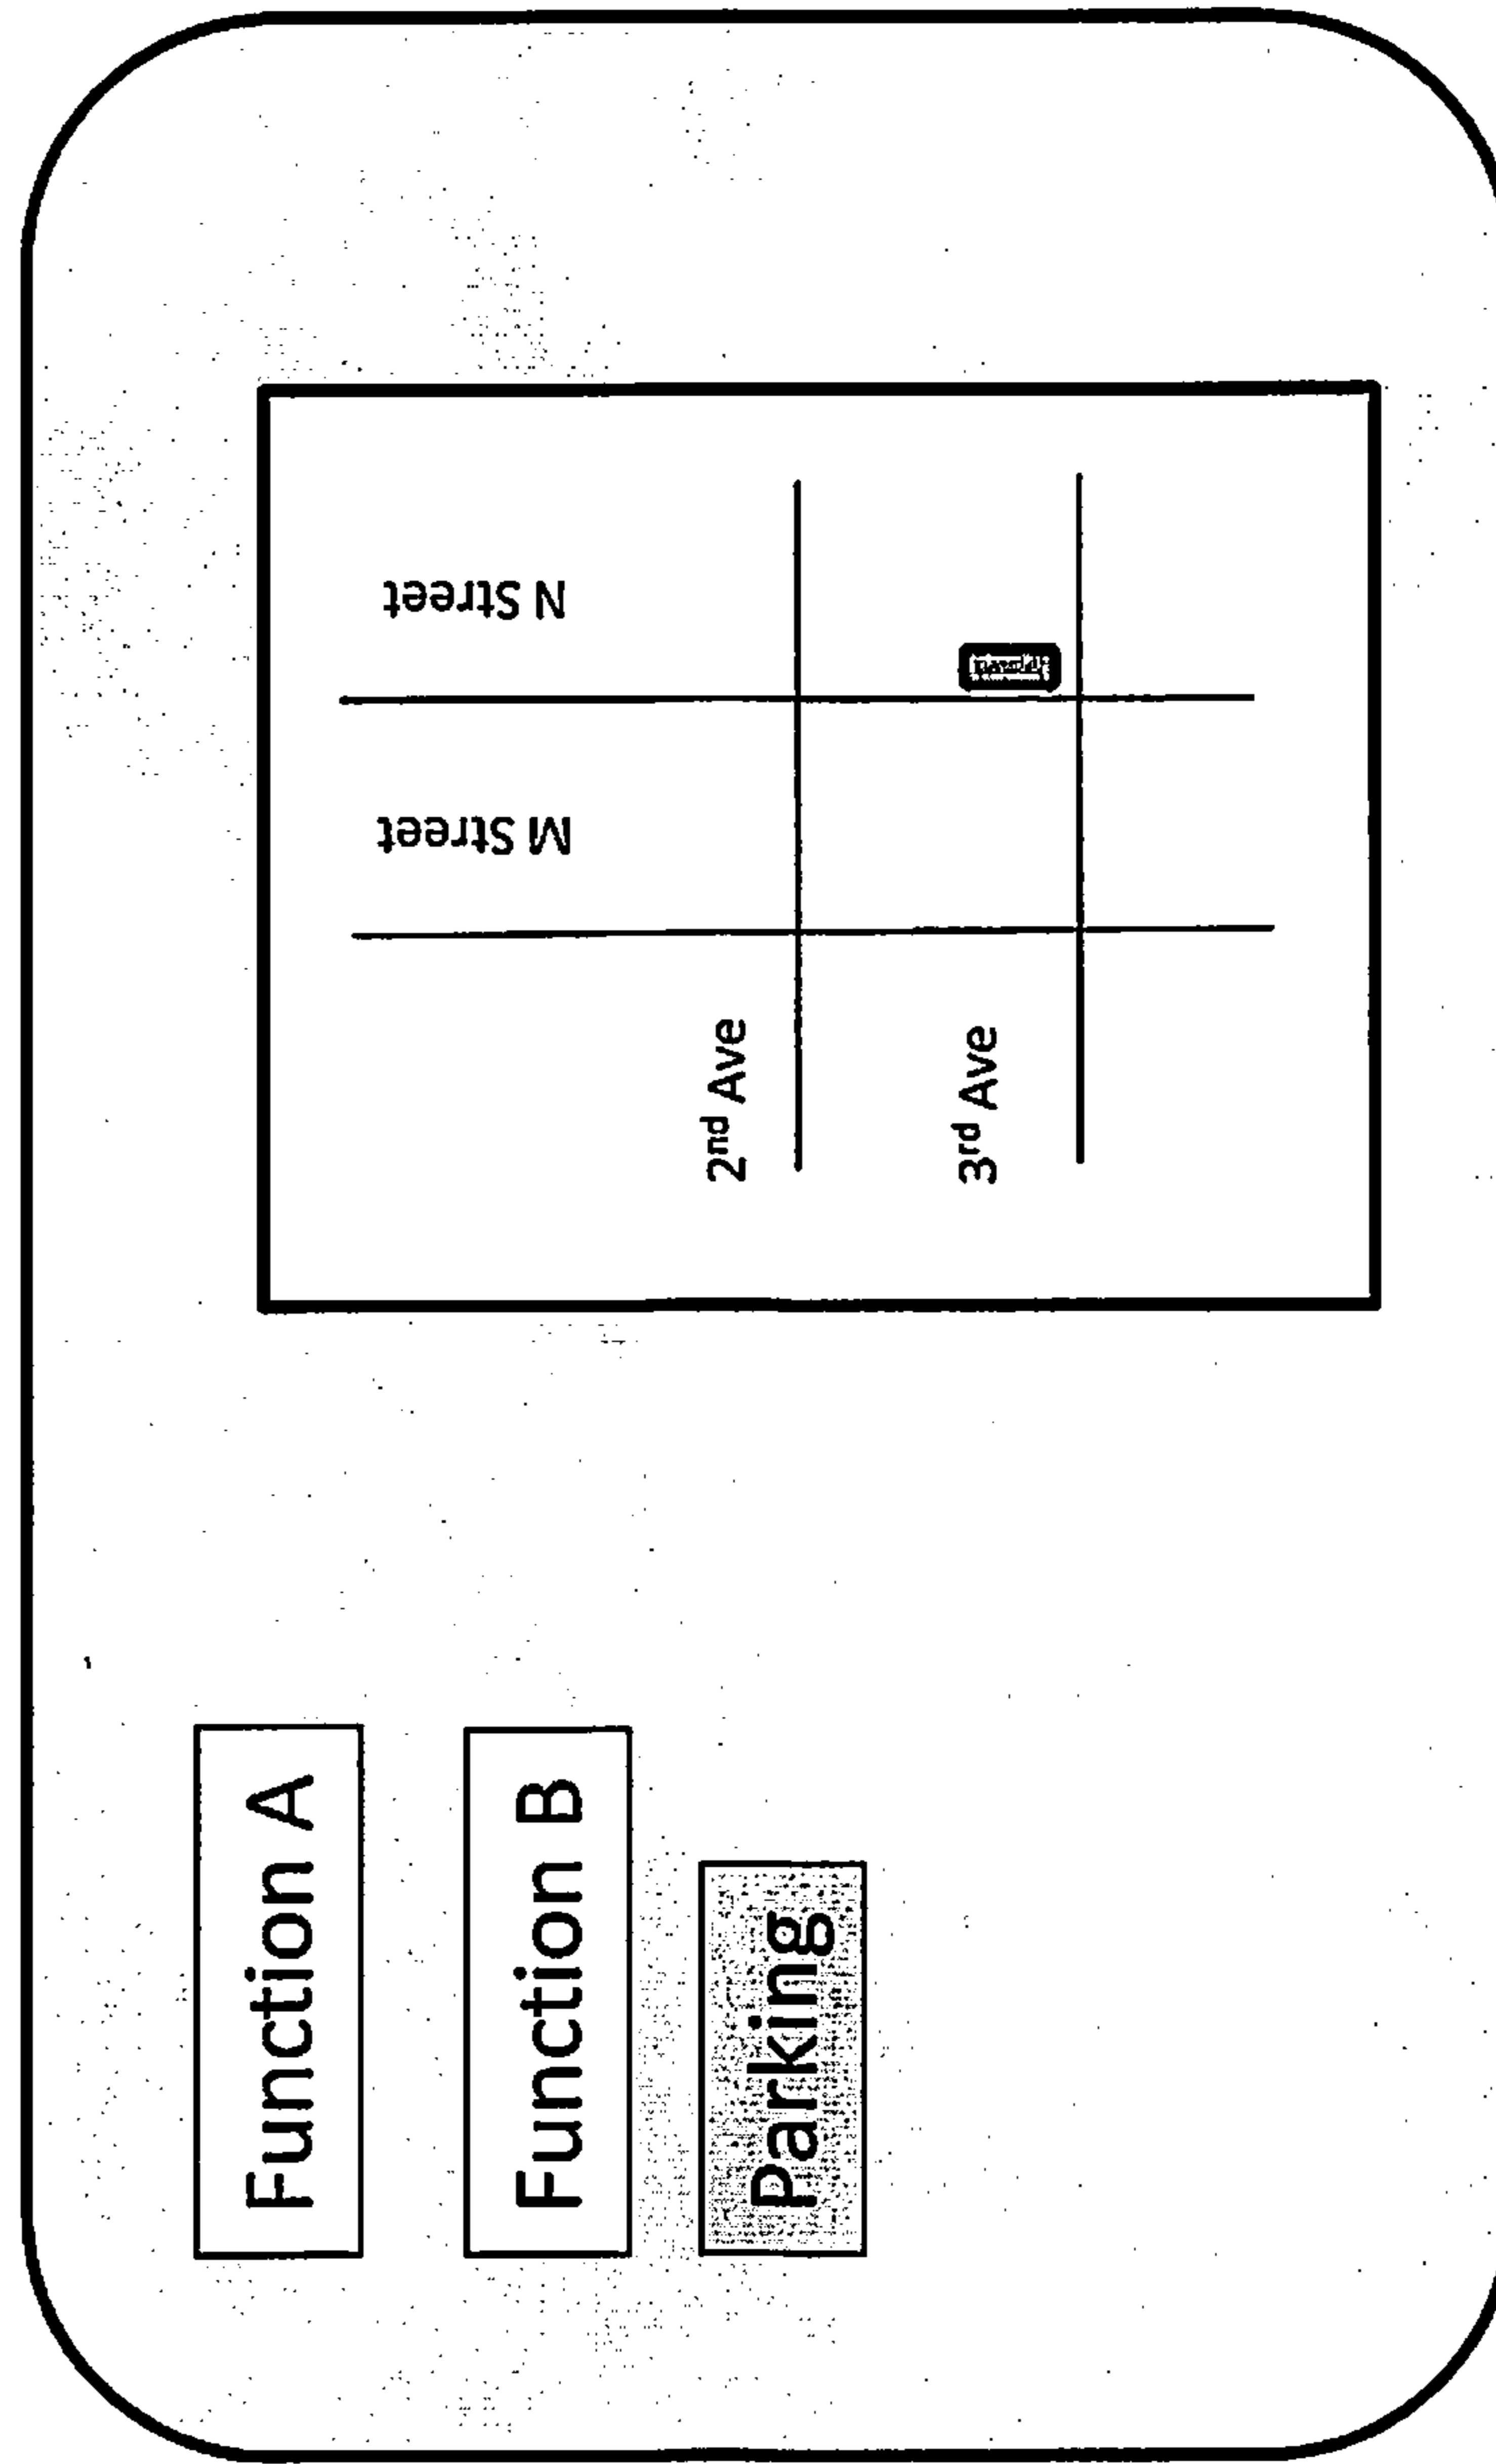 Function A
Function B
Parking
2nd Ave
3rd Ave
M Street
N Street